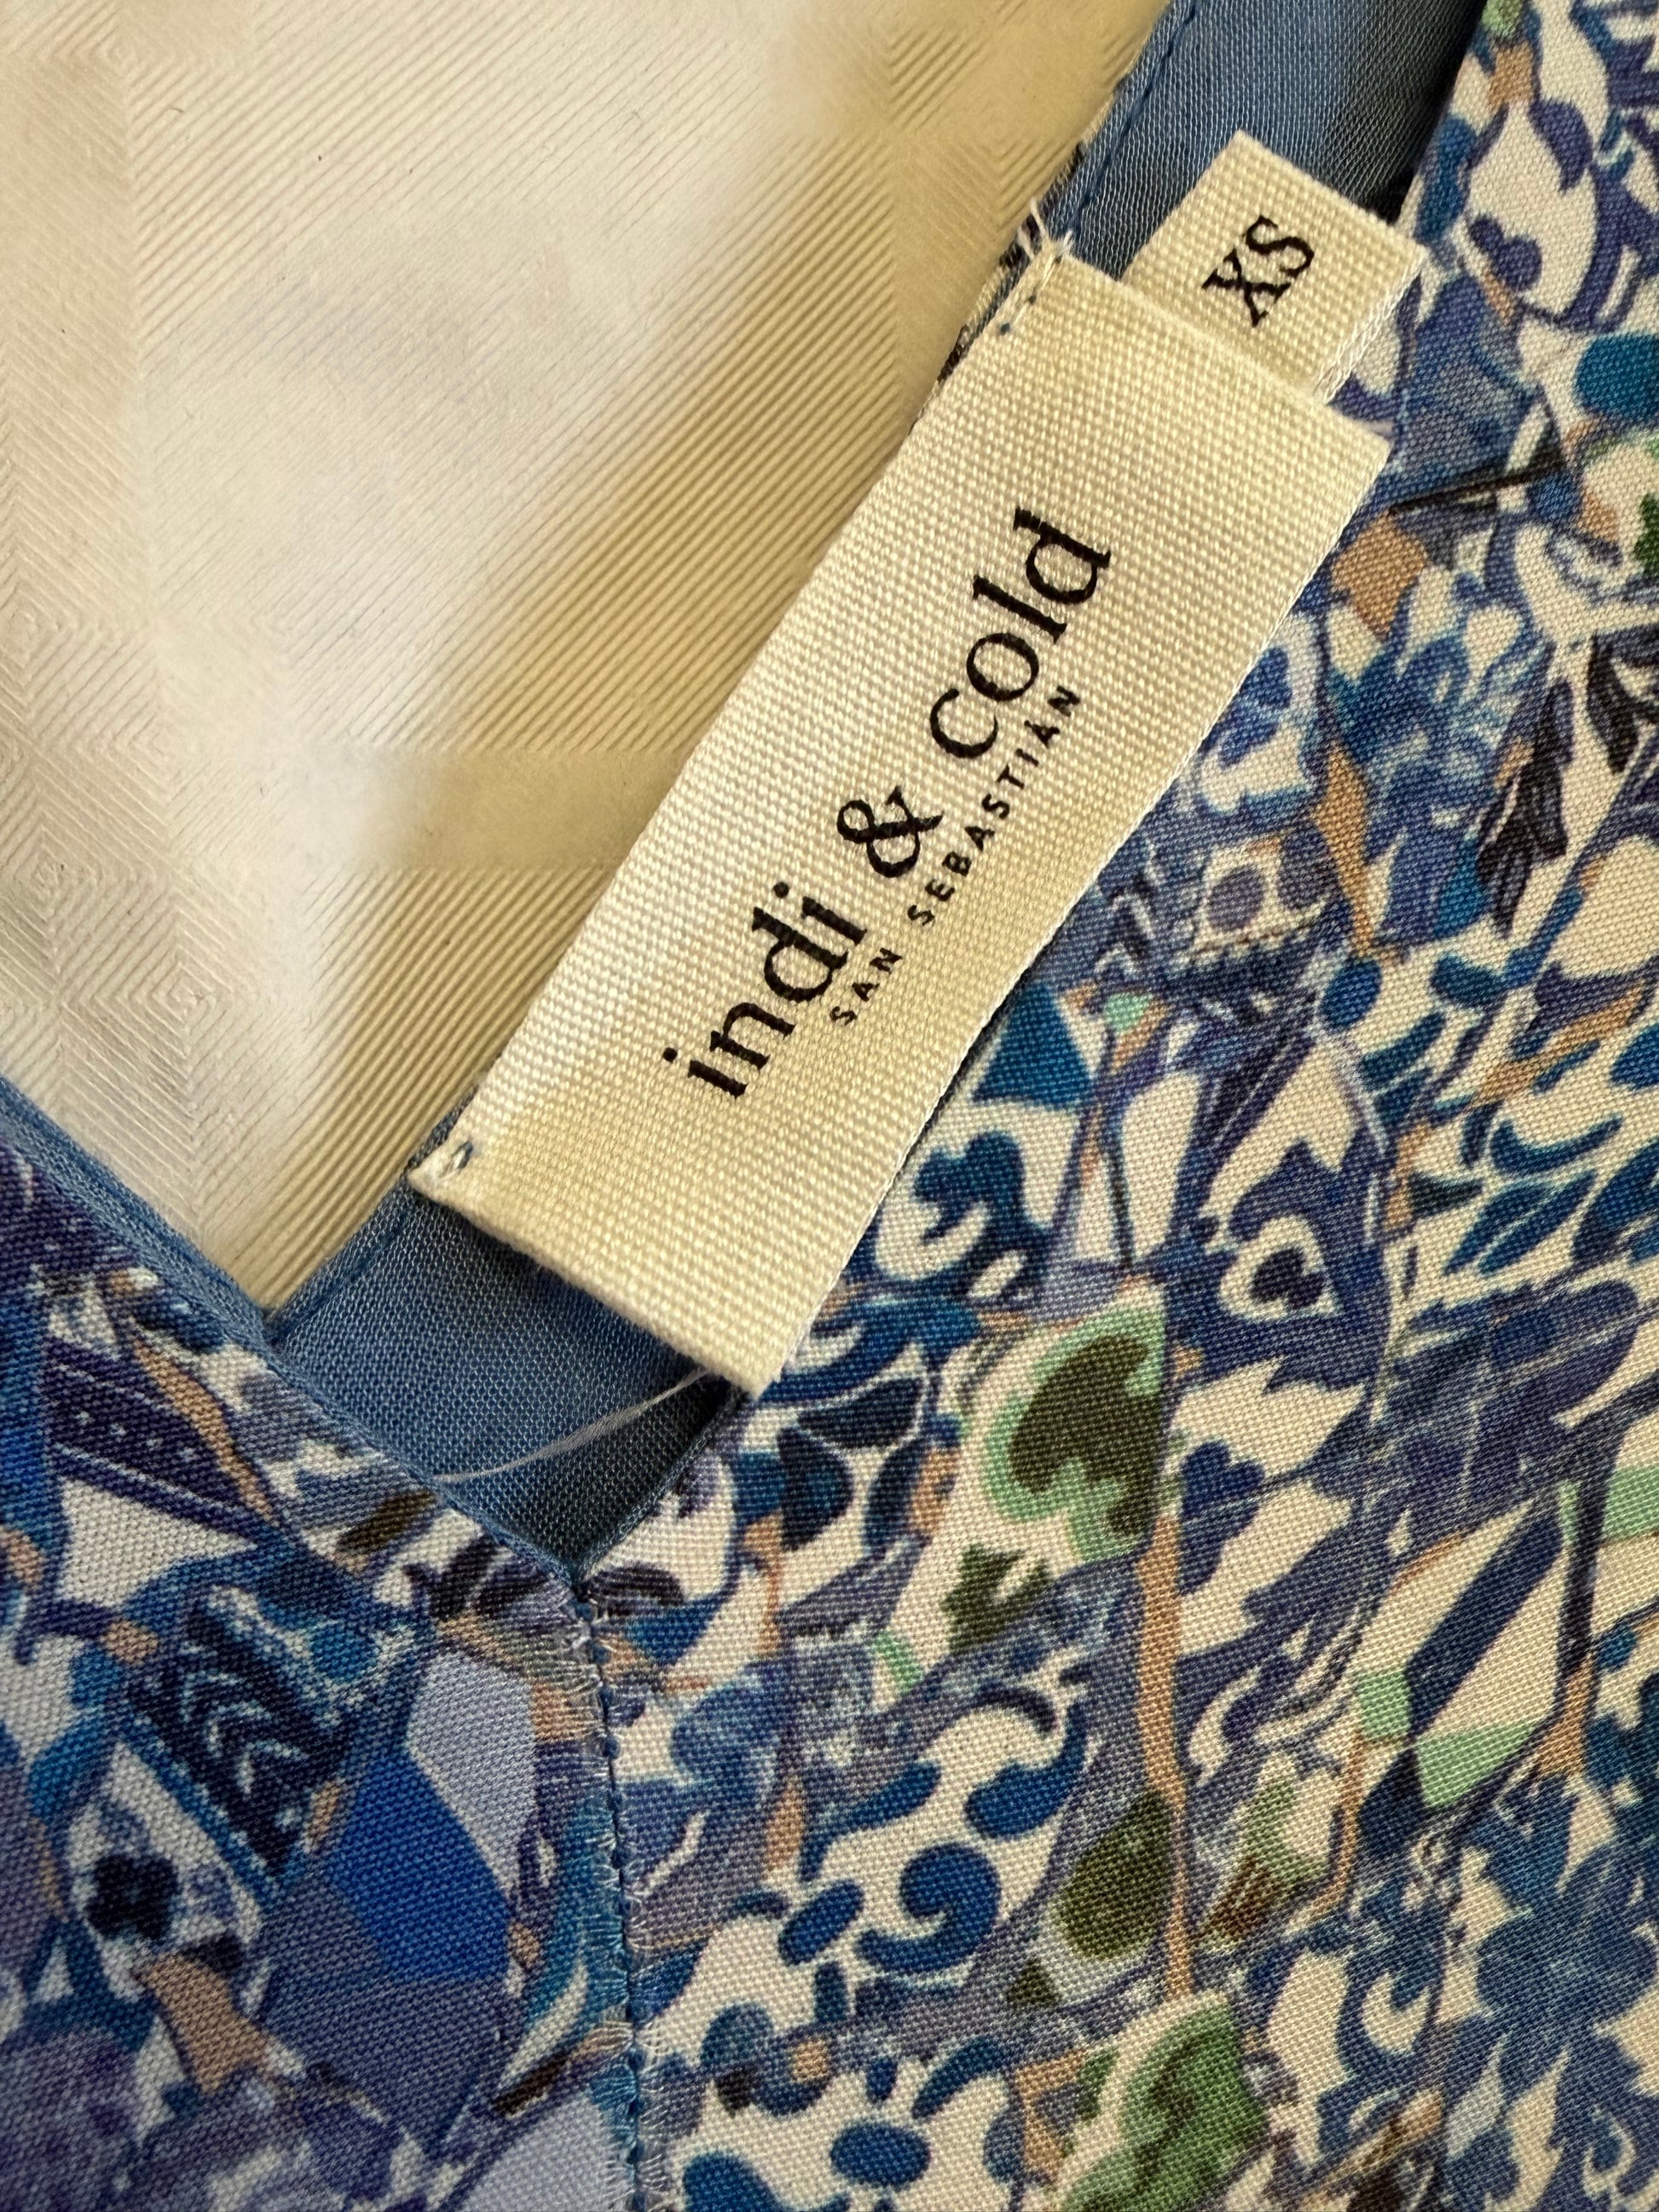 XS
indi & cold
SAN SEBASTIÁN